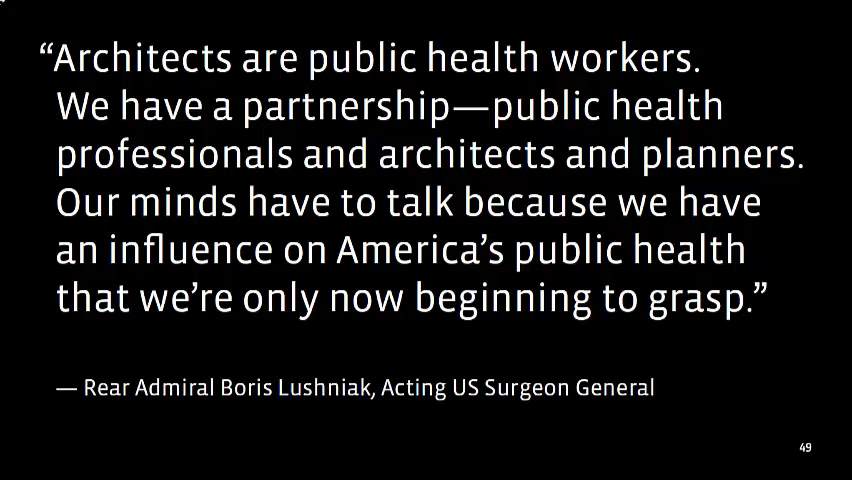 “Architects are public health workers.
We have a partnership—public health
professionals and architects and planners.
Our minds have to talk because we have
an influence on America’s public health
that we’re only now beginning to grasp.”
— Rear Admiral Boris Lushniak, Acting US Surgeon General
49